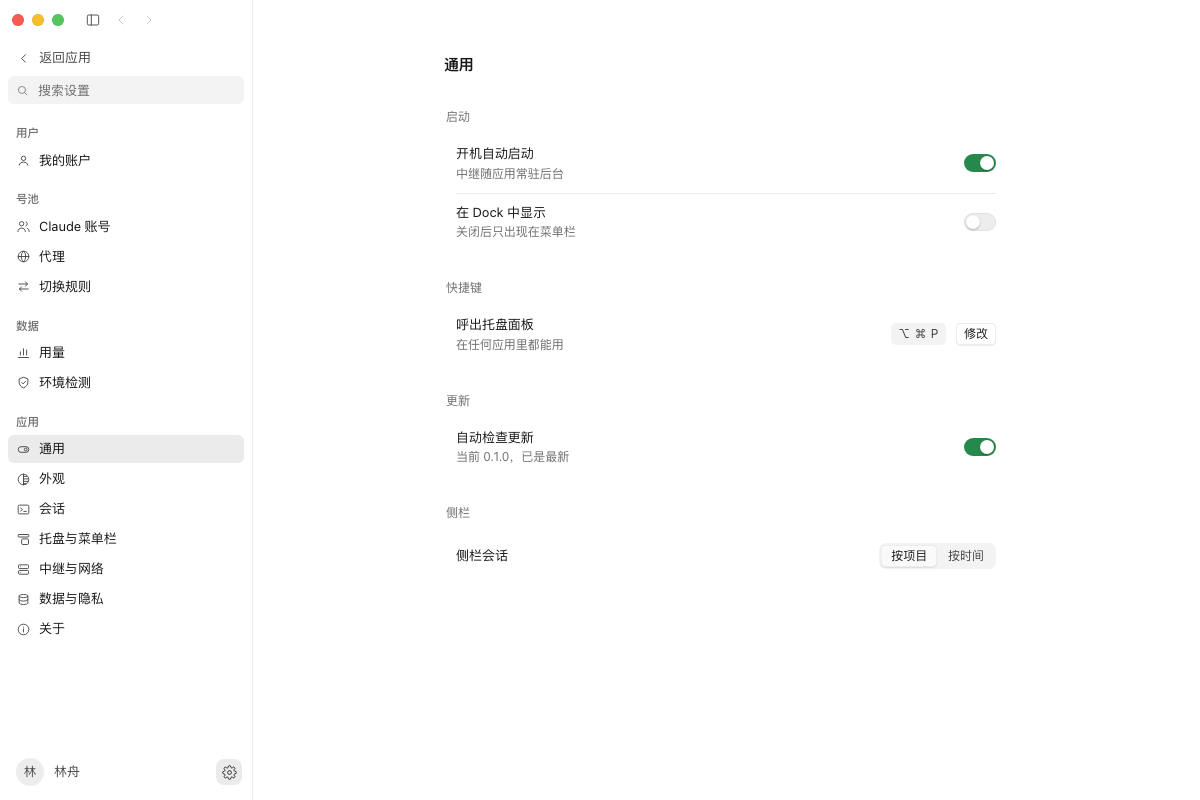 返回应用
搜索设置
用户
我的账户
号池
Claude 账号
代理
切换规则
数据
用量
环境检测
应用
通用
外观
会话
托盘与菜单栏
中继与网络
数据与隐私
关于
林 林舟
通用
启动
开机自动启动
中继随应用常驻后台
在 Dock 中显示
关闭后只出现在菜单栏
快捷键
呼出托盘面板
在任何应用里都能用
⌥ ⌘ P 修改
更新
自动检查更新
当前 0.1.0，已是最新
侧栏
侧栏会话 按项目 按时间